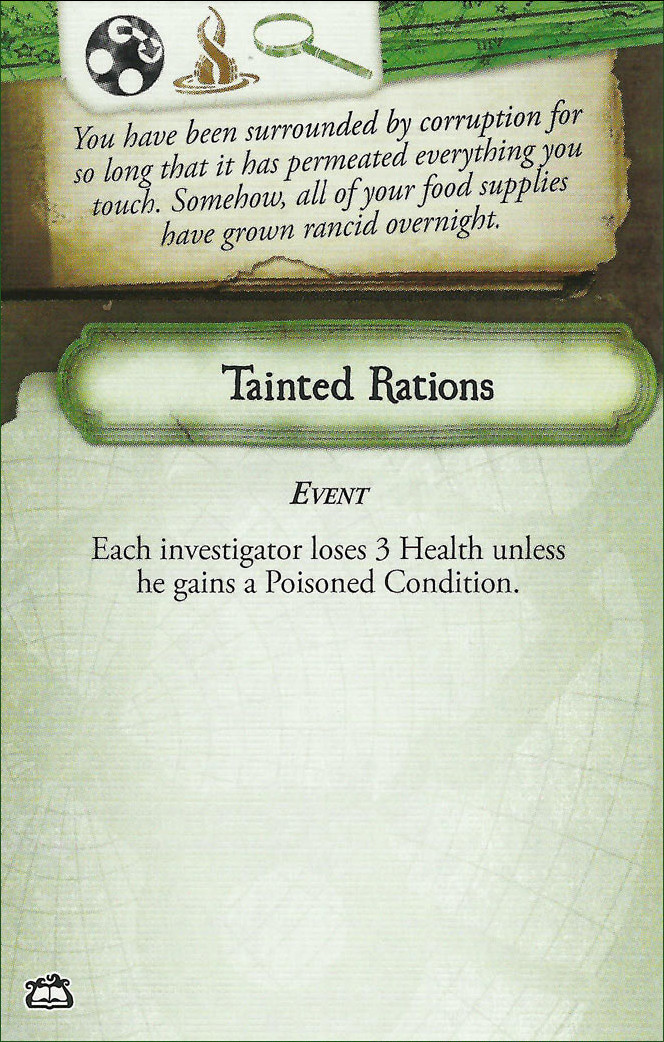 You have been surrounded by corruption for
so long that it has permeated everything you
touch. Somehow, all of your food supplies
have grown rancid overnight.
Tainted Rations
Event
Each investigator loses 3 Health unless
he gains a Poisoned Condition.